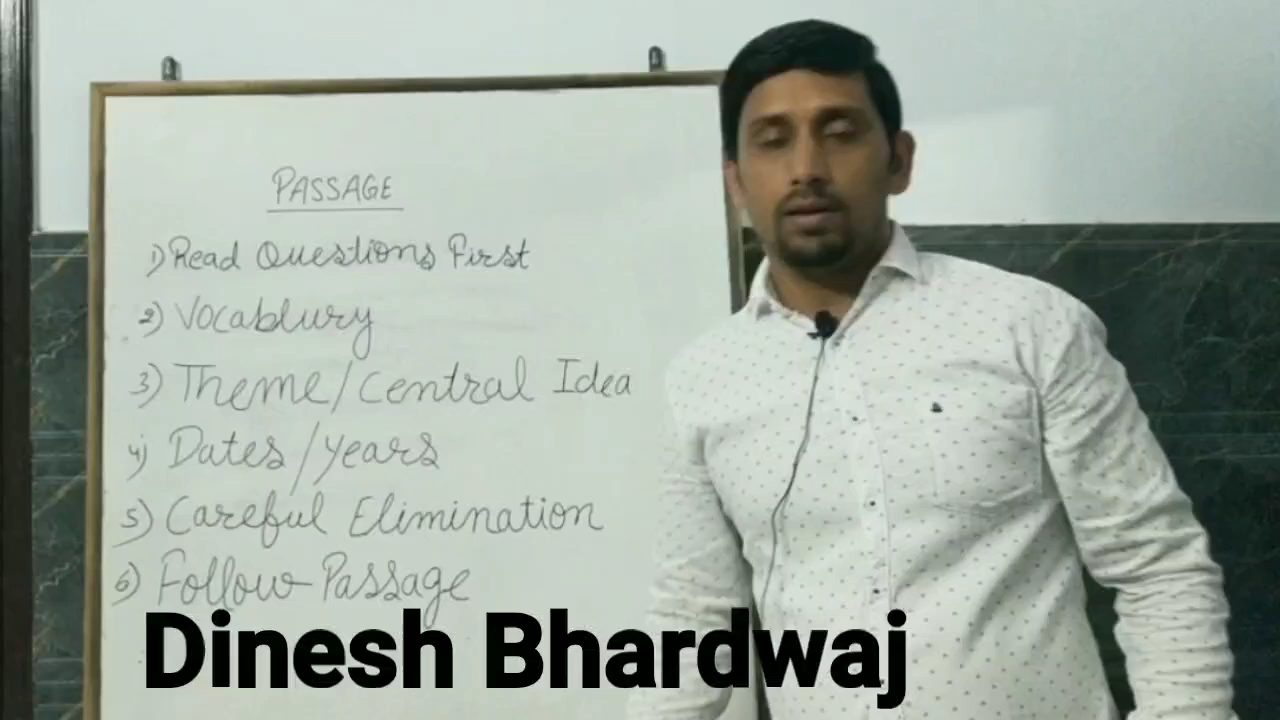 PASSAGE
1) Read Questions First
2) Vocablury
3) Theme/Central Idea
4) Dates/years
5) Careful Elimination
6) Follow Passage
Dinesh Bhardwaj